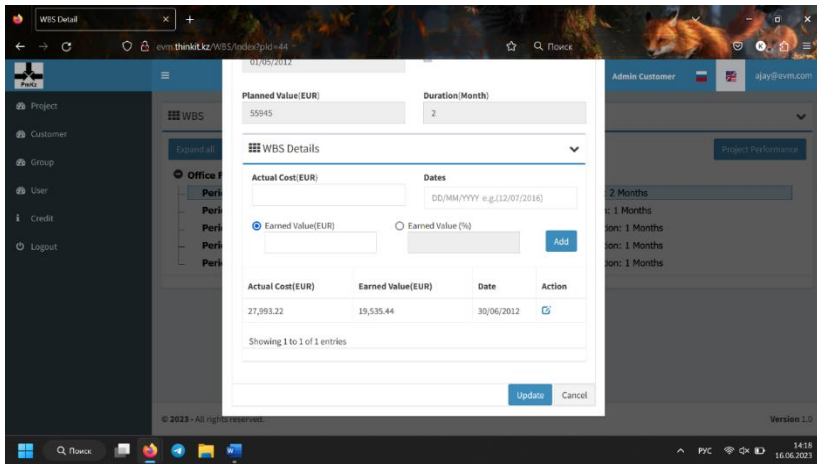 WBS Detail
evm.thinkit.kz/WBS/Index?pId=44
Поиск
01/05/2012
Admin Customer
ajay@evm.com
Planned Value(EUR)
Duration(Month)
55945
2
Project
Customer
Group
User
Credit
Logout
WBS
Expand all
Project Performance
Office
WBS Details
Actual Cost(EUR)
Dates
DD/MM/YYYY e.g.(12/07/2016)
2 Months
1 Months
1 Months
1 Months
1 Months
Earned Value(EUR)
Earned Value (%)
Add
Actual Cost(EUR) Earned Value(EUR) Date Action
27,993.22 19,535.44 30/06/2012
Showing 1 to 1 of 1 entries
Update
Cancel
© 2023 - All rights reserved.
Version 1.0
Поиск
РУС
14:18
16.06.2023